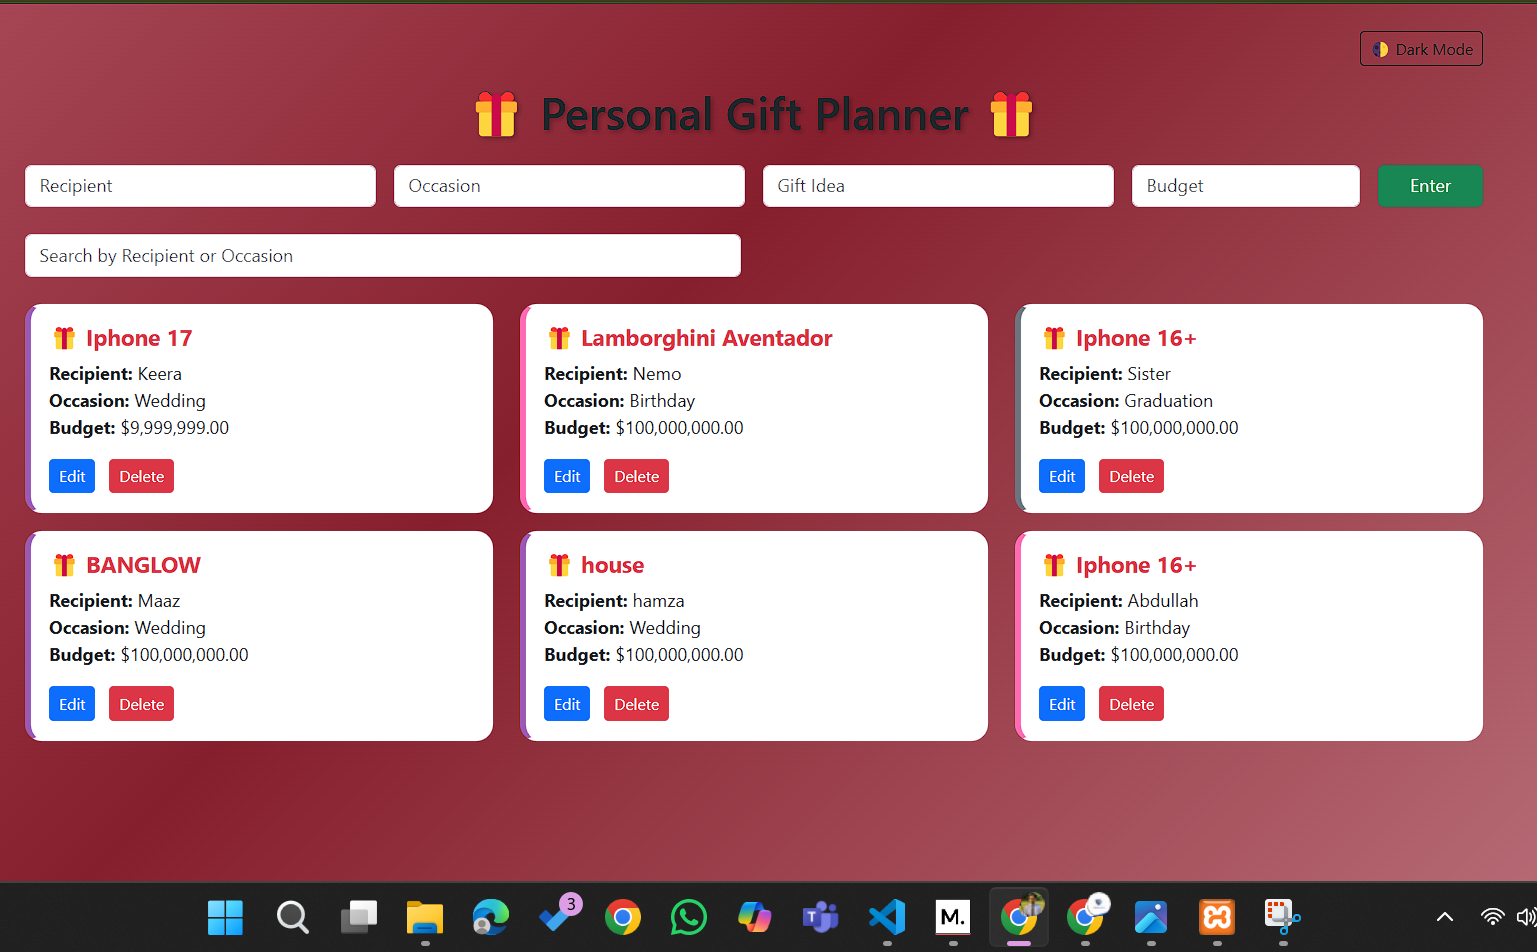 Dark Mode
Personal Gift Planner
Recipient
Occasion
Gift Idea
Budget
Enter
Search by Recipient or Occasion
Iphone 17
Recipient: Keera
Occasion: Wedding
Budget: $9,999,999.00
Edit Delete
Lamborghini Aventador
Recipient: Nemo
Occasion: Birthday
Budget: $100,000,000.00
Edit Delete
Iphone 16+
Recipient: Sister
Occasion: Graduation
Budget: $100,000,000.00
Edit Delete
BANGLOW
Recipient: Maaz
Occasion: Wedding
Budget: $100,000,000.00
Edit Delete
house
Recipient: hamza
Occasion: Wedding
Budget: $100,000,000.00
Edit Delete
Iphone 16+
Recipient: Abdullah
Occasion: Birthday
Budget: $100,000,000.00
Edit Delete
3
T
M.